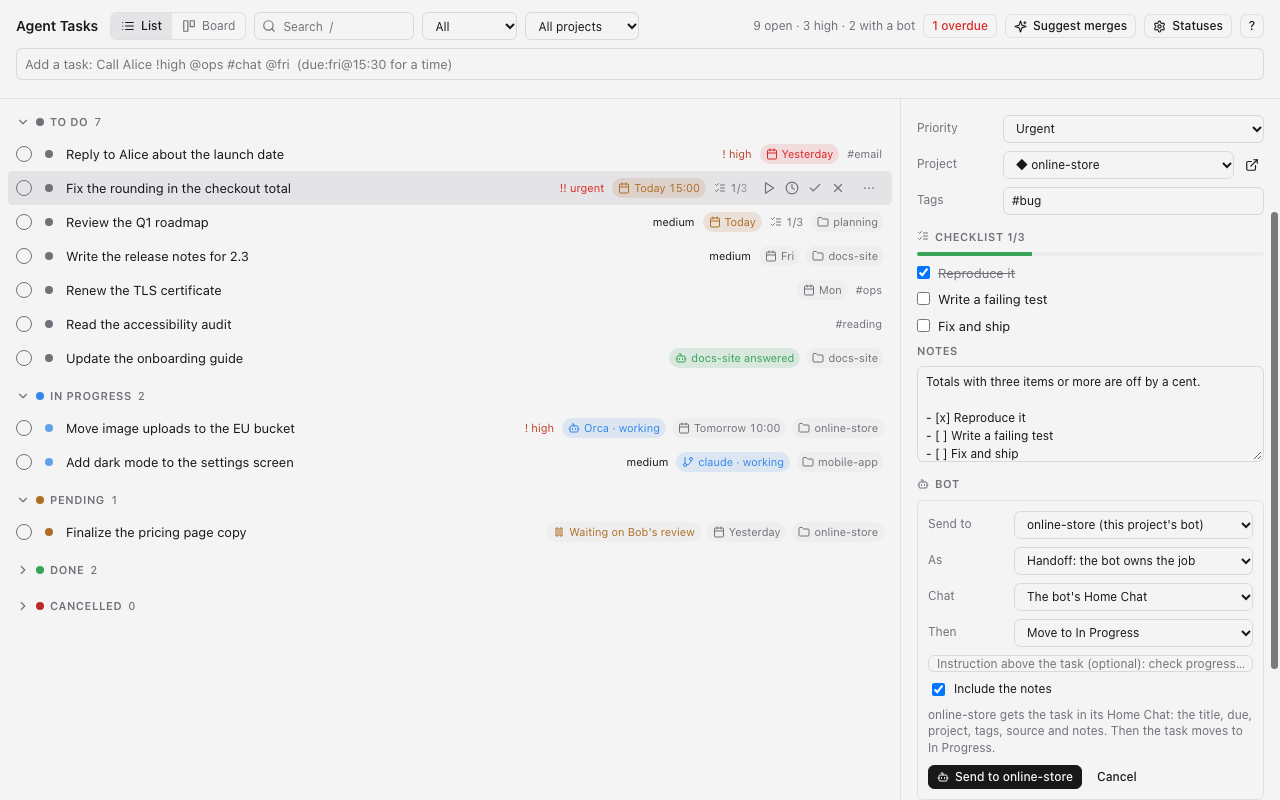 Agent Tasks List Board Search / All All projects 9 open · 3 high · 2 with a bot 1 overdue Suggest merges Statuses ?
Add a task: Call Alice !high @ops #chat @fri (due:fri@15:30 for a time)
TO DO 7
Reply to Alice about the launch date ! high Yesterday #email
Fix the rounding in the checkout total !! urgent Today 15:00 1/3 ...
Review the Q1 roadmap medium Today 1/3 planning
Write the release notes for 2.3 medium Fri docs-site
Renew the TLS certificate Mon #ops
Read the accessibility audit #reading
Update the onboarding guide docs-site answered docs-site
IN PROGRESS 2
Move image uploads to the EU bucket ! high Orca · working Tomorrow 10:00 online-store
Add dark mode to the settings screen medium claude · working mobile-app
PENDING 1
Finalize the pricing page copy Waiting on Bob's review Yesterday online-store
DONE 2
CANCELLED 0
Priority Urgent
Project ◆ online-store
Tags #bug
CHECKLIST 1/3
Reproduce it
Write a failing test
Fix and ship
NOTES
Totals with three items or more are off by a cent.
- [x] Reproduce it
- [ ] Write a failing test
- [ ] Fix and ship
BOT
Send to online-store (this project's bot)
As Handoff: the bot owns the job
Chat The bot's Home Chat
Then Move to In Progress
Instruction above the task (optional): check progress...
Include the notes
online-store gets the task in its Home Chat: the title, due,
project, tags, source and notes. Then the task moves to
In Progress.
Send to online-store Cancel